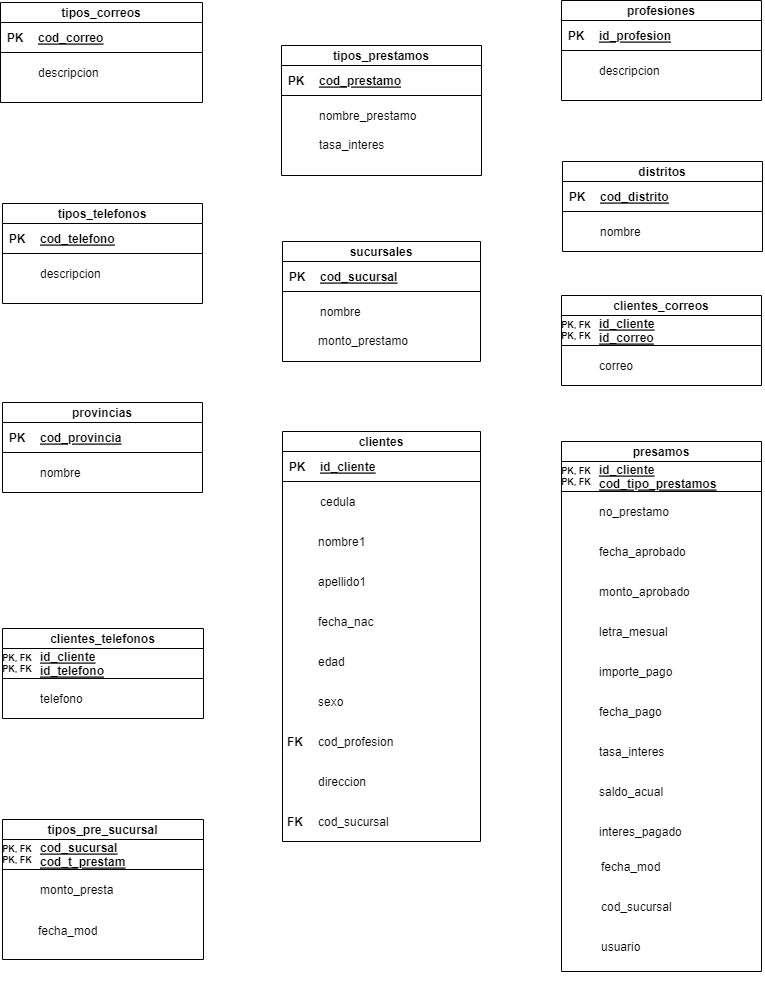 tipos_correos
PK cod_correo
descripcion
tipos_telefonos
PK cod_telefono
descripcion
provincias
PK cod_provincia
nombre
clientes_telefonos
PK, FK id_cliente
PK, FK id_telefono
telefono
tipos_pre_sucursal
PK, FK cod_sucursal
PK, FK cod_t_prestam
monto_presta
fecha_mod
tipos_prestamos
PK cod_prestamo
nombre_prestamo
tasa_interes
sucursales
PK cod_sucursal
nombre
monto_prestamo
clientes
PK id_cliente
cedula
nombre1
apellido1
fecha_nac
edad
sexo
FK cod_profesion
direccion
FK cod_sucursal
profesiones
PK id_profesion
descripcion
distritos
PK cod_distrito
nombre
clientes_correos
PK, FK id_cliente
PK, FK id_correo
correo
presamos
PK, FK id_cliente
PK, FK cod_tipo_prestamos
no_prestamo
fecha_aprobado
monto_aprobado
letra_mesual
importe_pago
fecha_pago
tasa_interes
saldo_acual
interes_pagado
fecha_mod
cod_sucursal
usuario